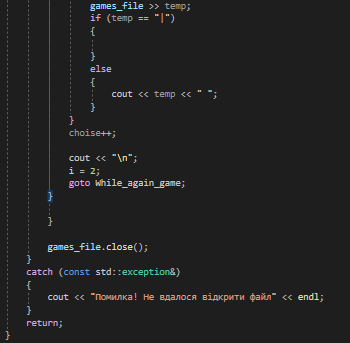 games_file >> temp;
if (temp == "|")
{
}
else
{
cout << temp << " ";
}
}
choise++;
cout << "\n";
i = 2;
goto While_again_game;
}
}
games_file.close();
}
catch (const std::exception&)
{
cout << "Помилка! Не вдалося відкрити файл" << endl;
}
return;
}